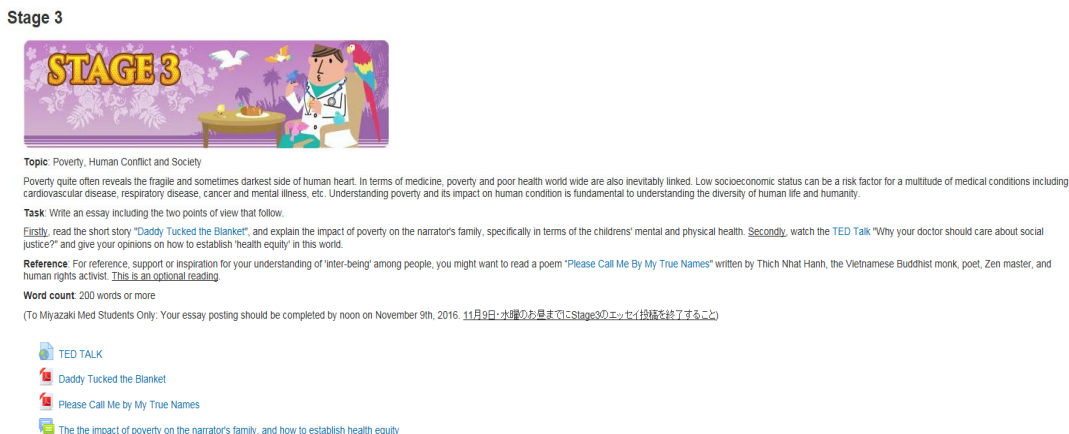 Stage 3
STAGE 3
Topic: Poverty, Human Conflict and Society
Poverty quite often reveals the fragile and sometimes darkest side of human heart. In terms of medicine, poverty and poor health world wide are also inevitably linked. Low socioeconomic status can be a risk factor for a multitude of medical conditions including
cardiovascular disease, respiratory disease, cancer and mental illness, etc. Understanding poverty and its impact on human condition is fundamental to understanding the diversity of human life and humanity.
Task: Write an essay including the two points of view that follow.
Firstly, read the short story "Daddy Tucked the Blanket", and explain the impact of poverty on the narrator's family, specifically in terms of the childrens' mental and physical health. Secondly, watch the TED Talk "Why your doctor should care about social
justice?" and give your opinions on how to establish 'health equity' in this world.
Reference: For reference, support or inspiration for your understanding of 'inter-being' among people, you might want to read a poem "Please Call Me By My True Names" written by Thich Nhat Hanh, the Vietnamese Buddhist monk, poet, Zen master, and
human rights activist. This is an optional reading.
Word count: 200 words or more
(To Miyazaki Med Students Only: Your essay posting should be completed by noon on November 9th, 2016. 11月9日・水曜のお昼までにStage3のエッセイ投稿を終了すること)
TED TALK
Daddy Tucked the Blanket
Please Call Me by My True Names
The the impact of poverty on the narrator's family, and how to establish health equity